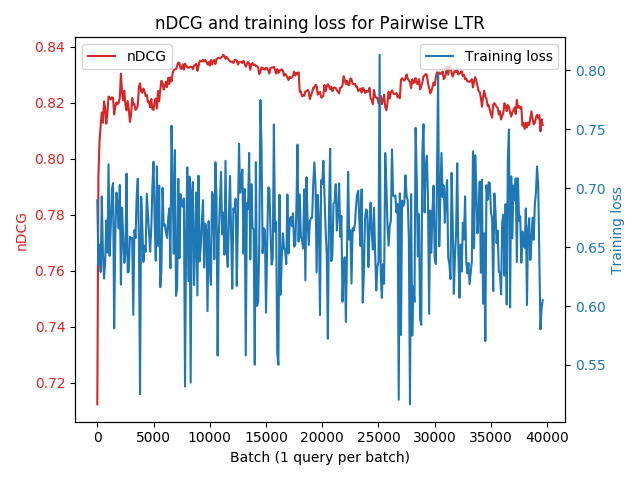 nDCG and training loss for Pairwise LTR
nDCG
Training loss
0.84
0.82
0.80
0.78
0.76
0.74
0.72
nDCG
0.80
0.75
0.70
0.65
0.60
0.55
Training loss
0 5000 10000 15000 20000 25000 30000 35000 40000
Batch (1 query per batch)